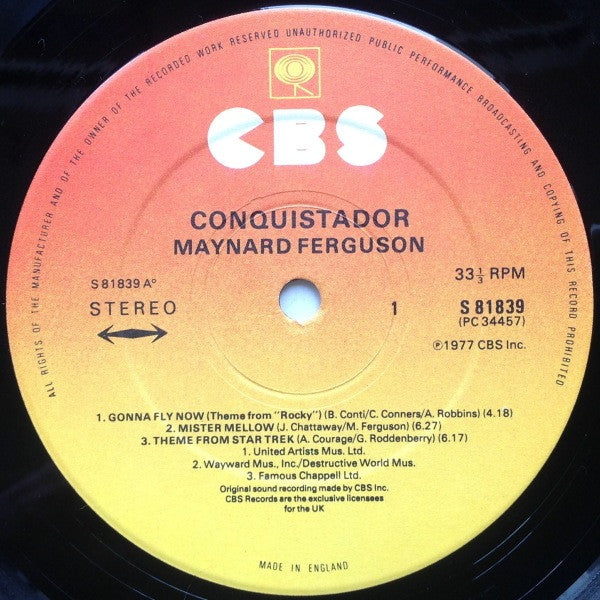 ALL RIGHTS OF THE MANUFACTURER AND OF THE OWNER OF THE RECORDED WORK RESERVED UNAUTHORIZED PUBLIC PERFORMANCE BROADCASTING AND COPYING OF THIS RECORD PROHIBITED
CBS
CONQUISTADOR
MAYNARD FERGUSON
S 81839 A° 33⅓ RPM
STEREO 1 S 81839
(PC 34457)
℗1977 CBS Inc.
1. GONNA FLY NOW (Theme from "Rocky") (B. Conti/C. Conners/A. Robbins) (4.18)
2. MISTER MELLOW (J. Chattaway/M. Ferguson) (6.27)
3. THEME FROM STAR TREK (A. Courage/G. Roddenberry) (6.17)
1. United Artists Mus. Ltd.
2. Wayward Mus., Inc./Destructive World Mus.
3. Famous Chappell Ltd.
Original sound recording made by CBS Inc.
CBS Records are the exclusive licensees
for the UK
MADE IN ENGLAND